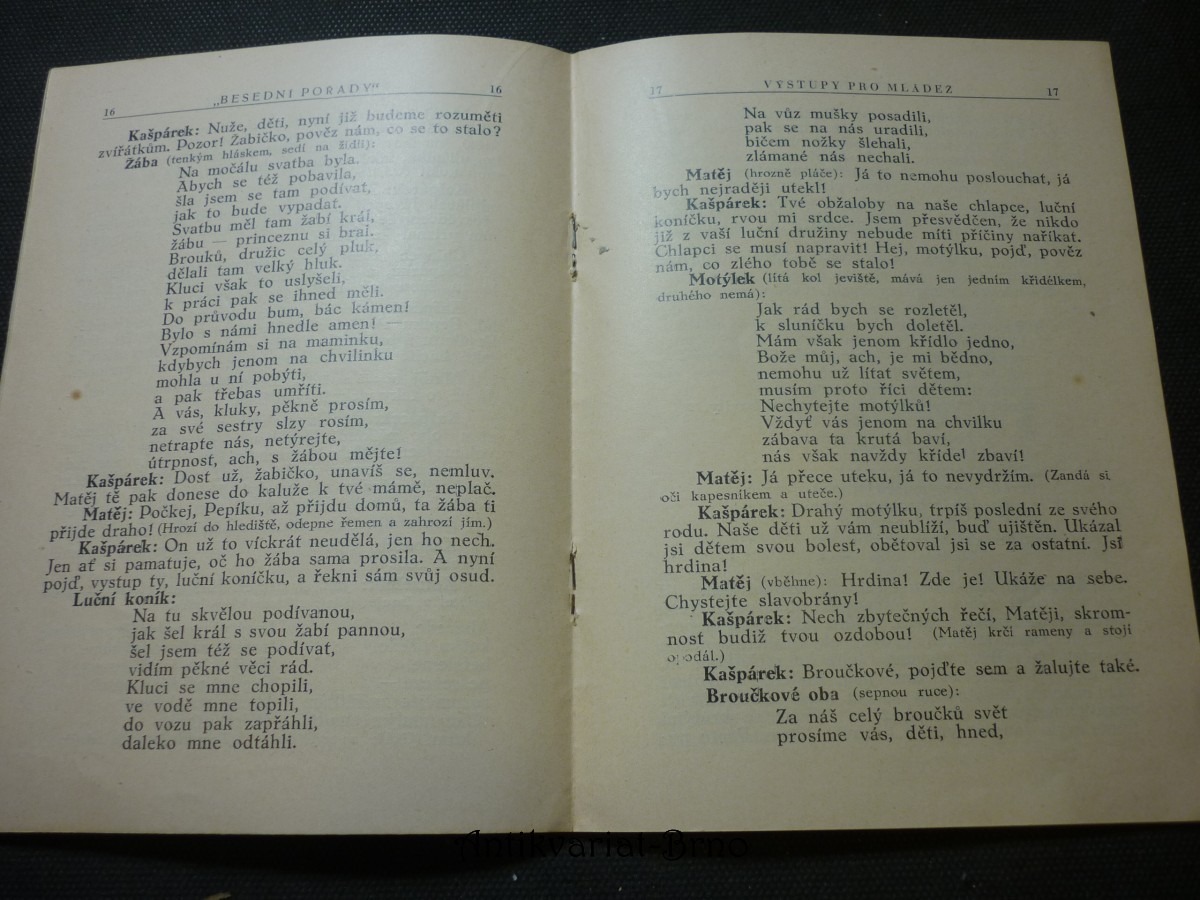 16 „BESEDNI POŘADY“ 16
Kašpárek: Nuže, děti, nyní již budeme rozuměti
zvířátkům. Pozor! Žabičko, pověz nám, co se to stalo?
Žába (tenkým hláskem, sedí na židli):
Na močálu svatba byla.
Abych se též pobavila,
šla jsem se tam podívat,
jak to bude vypadat.
Svatbu měl tam žabí král,
žábu — princeznu si bral.
Brouků, družic celý pluk,
dělali tam velký hluk.
Kluci však to uslyšeli,
k práci pak se ihned měli.
Do průvodu bum, bác kámen!
Bylo s námi hnedle amen! —
Vzpomínám si na maminku,
kdybych jenom na chvilinku
mohla u ní pobýti,
a pak třebas umříti.
A vás, kluky, pěkně prosím,
za své sestry slzy rosím,
netrapte nás, netýrejte,
útrpnost, ach, s žábou mějte!
Kašpárek: Dost už, žabičko, unavíš se, nemluv.
Matěj tě pak donese do kaluže k tvé mámě, neplač.
Matěj: Počkej, Pepíku, až přijdu domů, ta žába ti
přijde draho! (Hrozí do hlediště, odepne řemen a zahrozí jím.)
Kašpárek: On už to víckrát neudělá, jen ho nech.
Jen ať si pamatuje, oč ho žába sama prosila. A nyní
pojď, vystup ty, luční koníčku, a řekni sám svůj osud.
Luční koník:
Na tu skvělou podívanou,
jak šel král s svou žabí pannou,
šel jsem též se podívat,
vidím pěkné věci rád.
Kluci se mne chopili,
ve vodě mne topili,
do vozu pak zapřáhli,
daleko mne odtáhli.
17 VÝSTUPY PRO MLÁDEŽ 17
Na vůz mušky posadili,
pak se na nás uradili,
bičem nožky šlehali,
zlámané nás nechali.
Matěj (hrozně pláče): Já to nemohu poslouchat, já
bych nejraději utekl!
Kašpárek: Tvé obžaloby na naše chlapce, luční
koníčku, rvou mi srdce. Jsem přesvědčen, že nikdo
již z vaší luční družiny nebude míti příčiny naříkat.
Chlapci se musí napravit! Hej, motýlku, pojď, pověz
nám, co zlého tobě se stalo!
Motýlek (lítá kol jeviště, mává jen jedním křidélkem,
druhého nemá):
Jak rád bych se rozletěl,
k sluníčku bych doletěl.
Mám však jenom křídlo jedno,
Bože můj, ach, je mi bědno,
nemohu už lítat světem,
musím proto říci dětem:
Nechytejte motýlků!
Vždyť vás jenom na chvilku
zábava ta krutá baví,
nás však navždy křídel zbaví!
Matěj: Já přece uteku, já to nevydržím. (Zandá si
oči kapesníkem a uteče.)
Kašpárek: Drahý motýlku, trpíš poslední ze svého
rodu. Naše děti už vám neublíží, buď ujištěn. Ukázal
jsi dětem svou bolest, obětoval jsi se za ostatní. Jsi
hrdina!
Matěj (vběhne): Hrdina! Zde je! Ukáže na sebe.
Chystejte slavobrány!
Kašpárek: Nech zbytečných řečí, Matěji, skrom-
nost budiž tvou ozdobou! (Matěj krčí rameny a stojí
opodál.)
Kašpárek: Broučkové, pojďte sem a žalujte také.
Broučkové oba (sepnou ruce):
Za náš celý broučků svět
prosíme vás, děti, hned,
Antikvariat-Brno